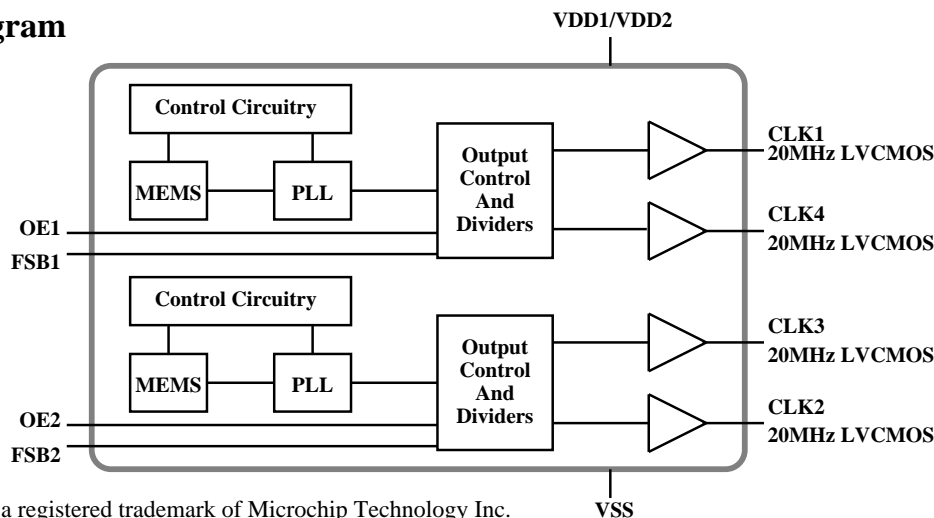 gram
VDD1/VDD2
Control Circuitry
MEMS
PLL
Output
Control
And
Dividers
CLK1
20MHz LVCMOS
CLK4
20MHz LVCMOS
OE1
FSB1
Control Circuitry
MEMS
PLL
Output
Control
And
Dividers
CLK3
20MHz LVCMOS
CLK2
20MHz LVCMOS
OE2
FSB2
a registered trademark of Microchip Technology Inc.
VSS